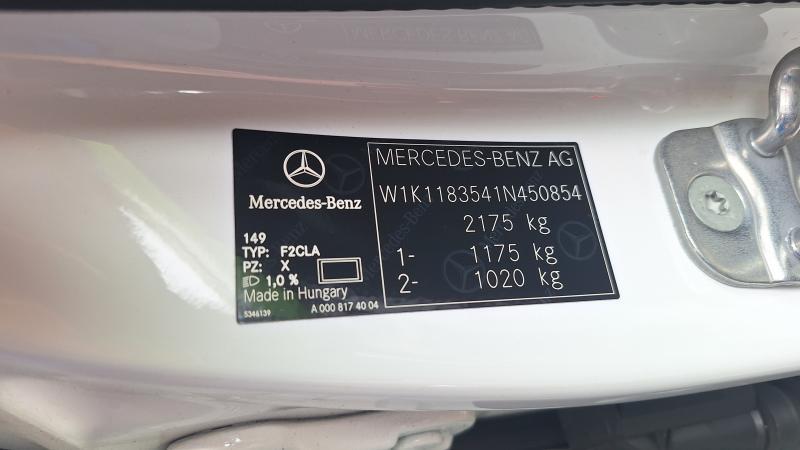 Mercedes-Benz
149
TYP: F2CLA
PZ: X
1,0 %
Made in Hungary
5346139
A 000 817 40 04
MERCEDES-BENZ AG
W1K1183541N450854
2175 kg
1- 1175 kg
2- 1020 kg